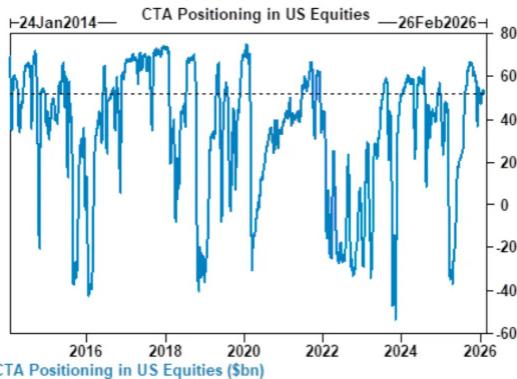 CTA Positioning in US Equities
24Jan2014
26Feb2026
80
60
40
20
0
-20
-40
-60
2016 2018 2020 2022 2024 2026
CTA Positioning in US Equities ($bn)